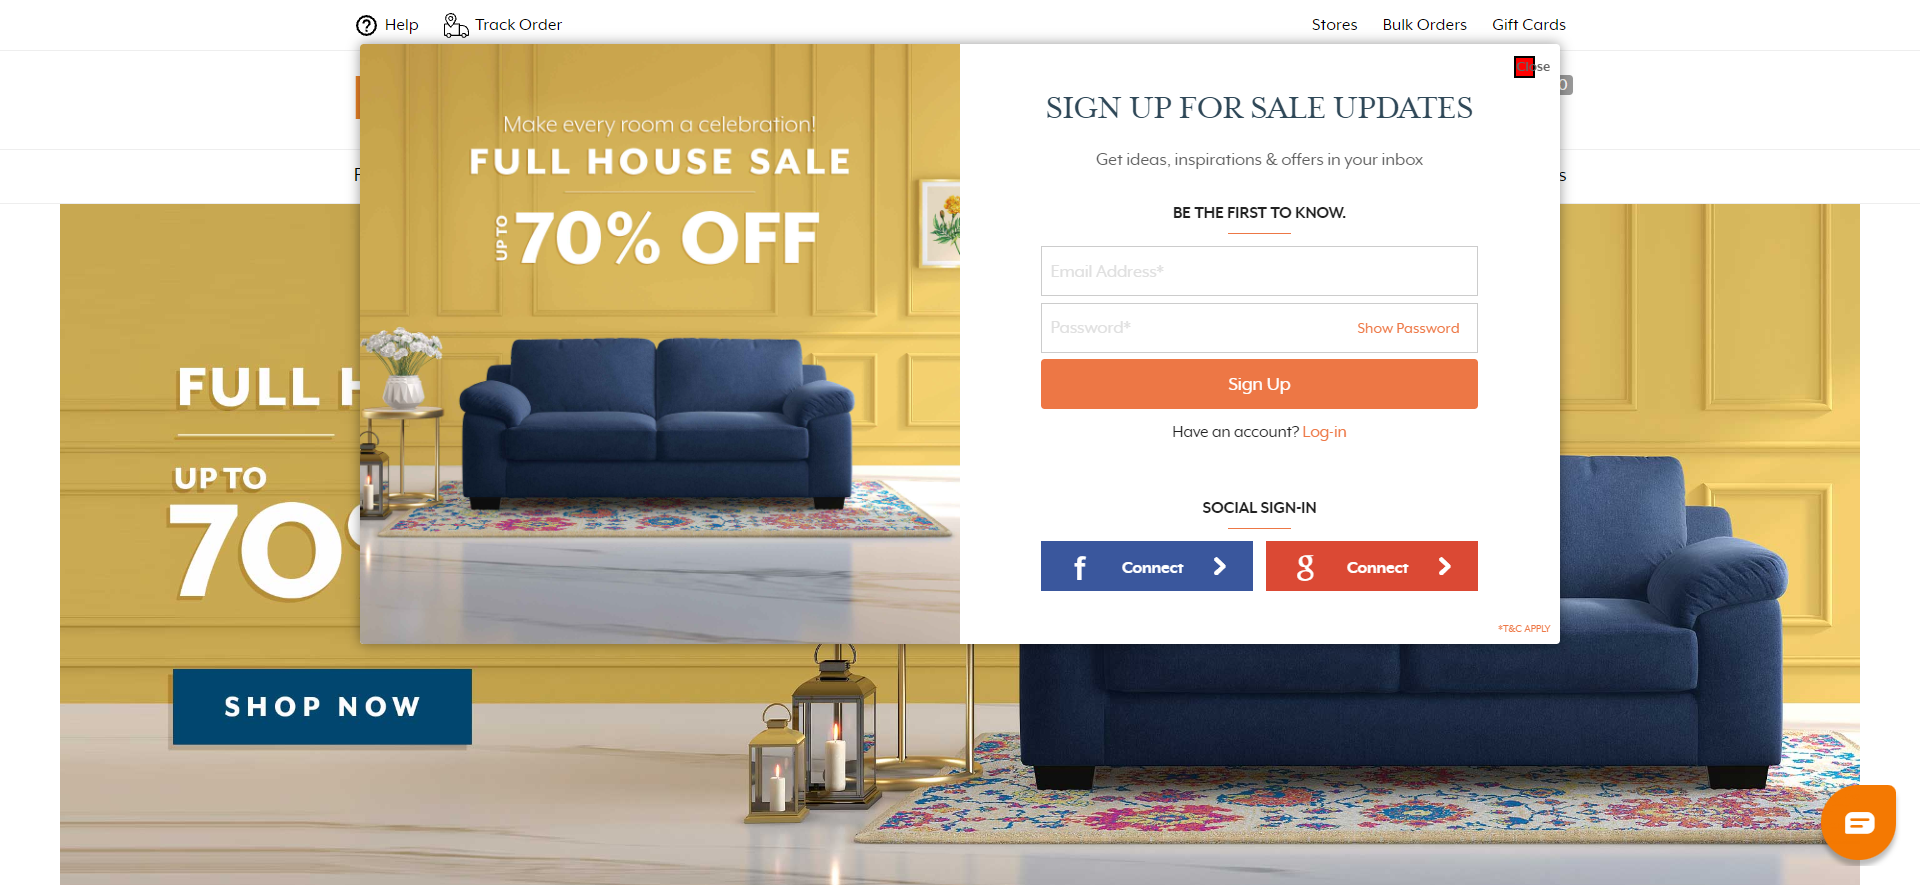 Help
Track Order
Stores
Bulk Orders
Gift Cards
Close
Make every room a celebration!
FULL HOUSE SALE
UP TO
70% OFF
SIGN UP FOR SALE UPDATES
Get ideas, inspirations & offers in your inbox
BE THE FIRST TO KNOW.
Email Address*
Password*
Show Password
Sign Up
Have an account? Log-in
SOCIAL SIGN-IN
f Connect
g Connect
*T&C APPLY
FULL
UP TO
70%
SHOP NOW